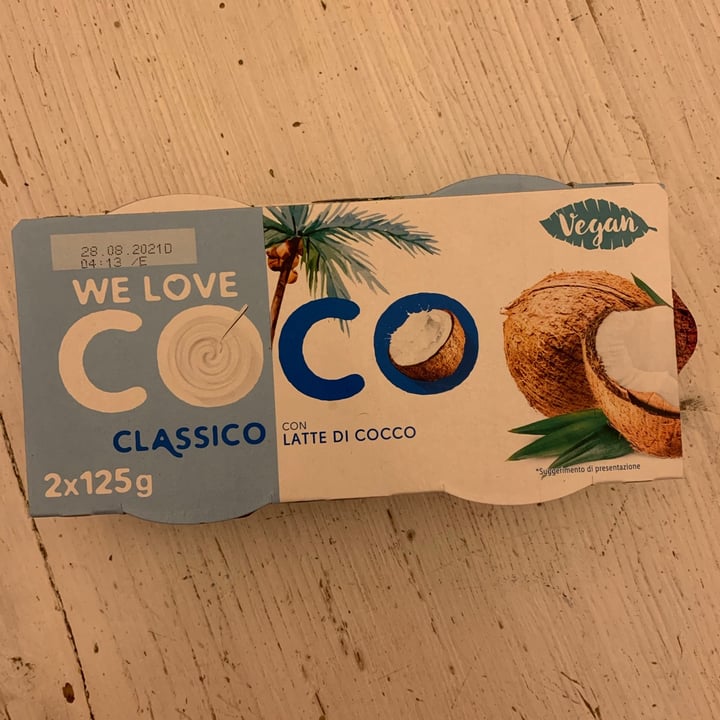 28.08.2021D
04:13 /E
WE LOVE
COCO
CLASSICO
2x125g
CON
LATTE DI COCCO
Vegan
*Suggerimento di presentazione